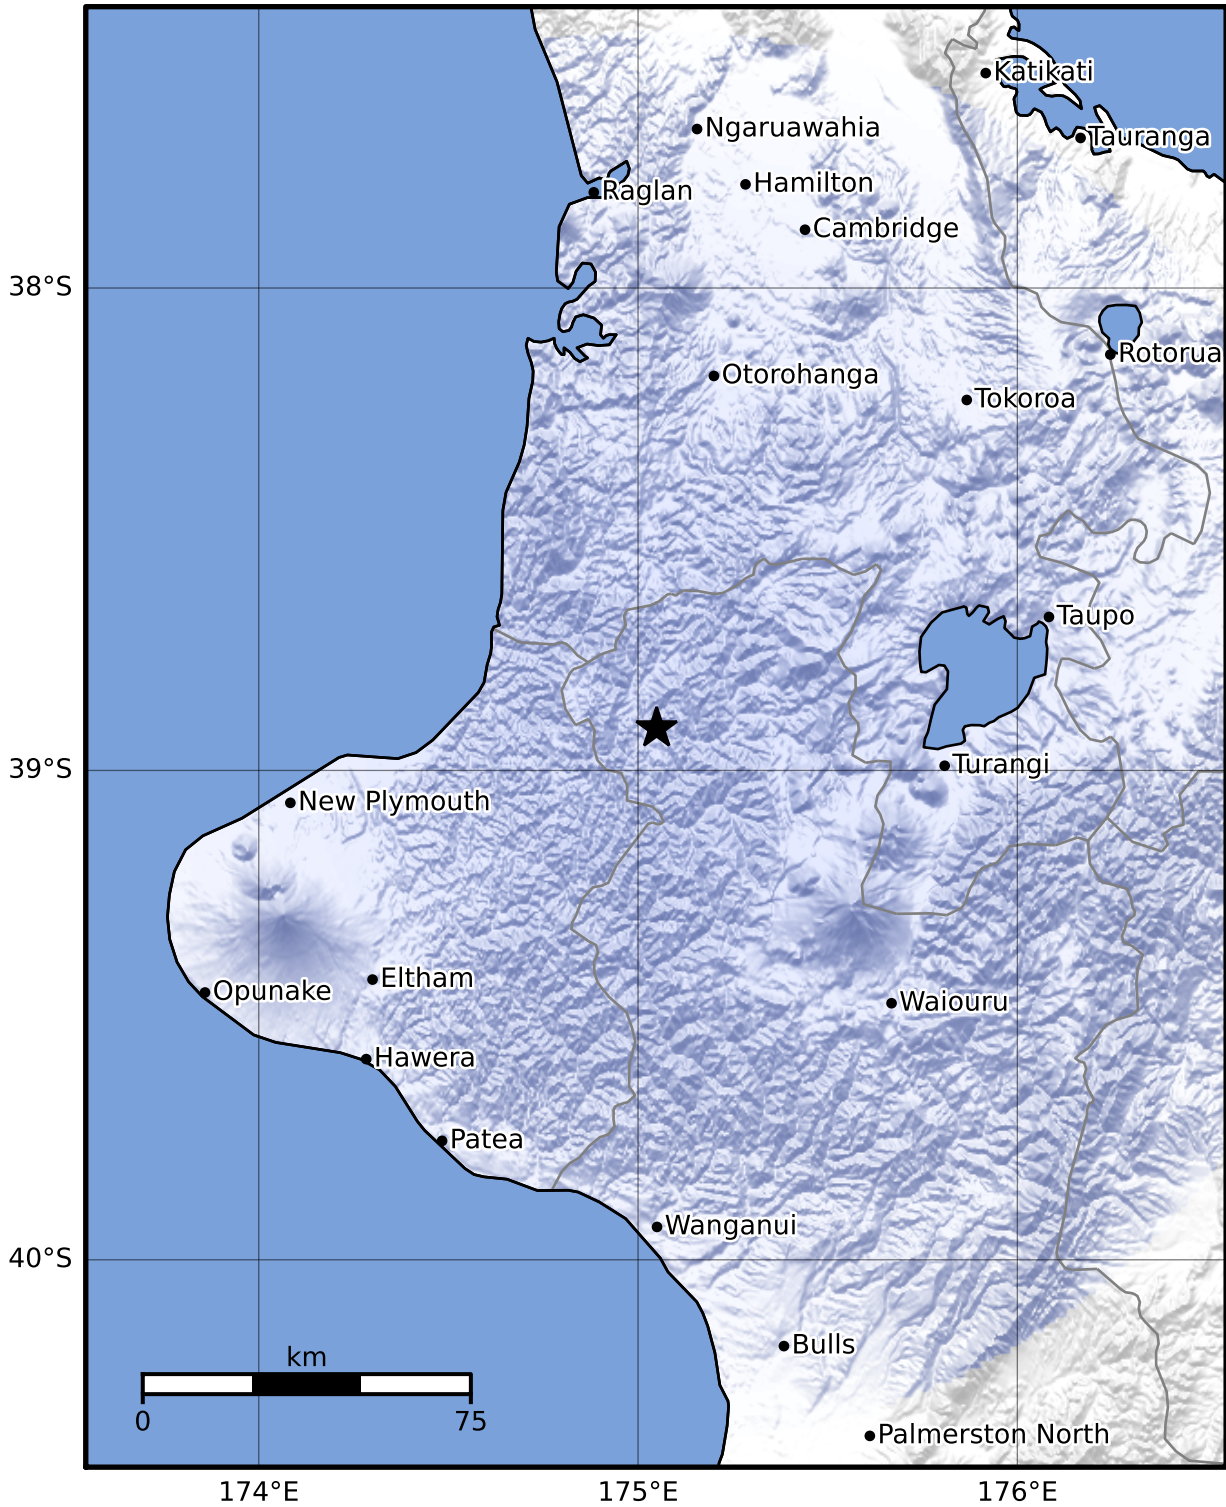 Katikati
Ngaruawahia
Tauranga
Hamilton
Raglan
Cambridge
38°S
Rotorua
Otorohanga
Tokoroa
Taupo
39°S
Turangi
New Plymouth
Eltham
Opunake
Waiouru
Hawera
Patea
Wanganui
40°S
Bulls
km
0 75
Palmerston North
174°E 175°E 176°E